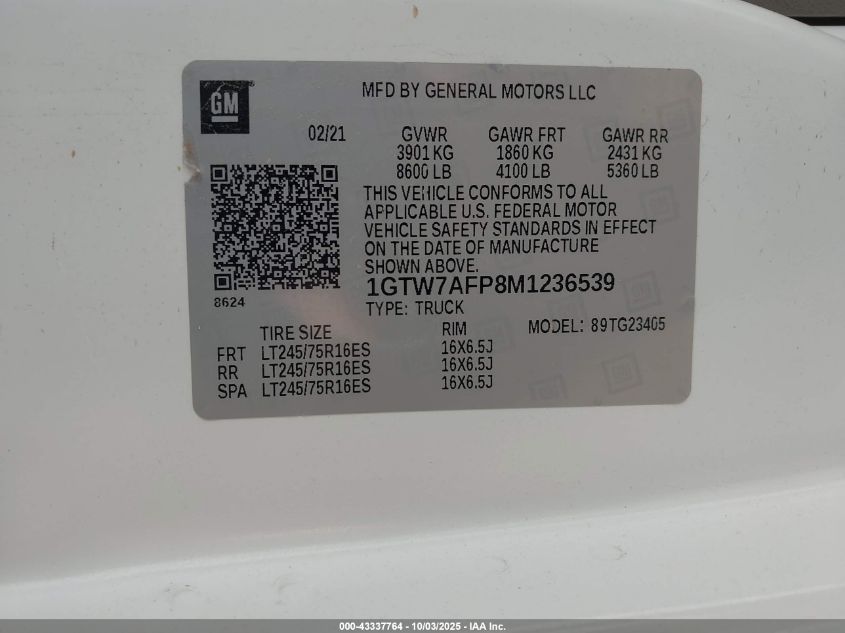 GM
MFD BY GENERAL MOTORS LLC
02/21 GVWR GAWR FRT GAWR RR
3901 KG 1860 KG 2431 KG
8600 LB 4100 LB 5360 LB
THIS VEHICLE CONFORMS TO ALL
APPLICABLE U.S. FEDERAL MOTOR
VEHICLE SAFETY STANDARDS IN EFFECT
ON THE DATE OF MANUFACTURE
SHOWN ABOVE.
8624
1GTW7AFP8M1236539
TYPE: TRUCK
TIRE SIZE RIM MODEL: 89TG23405
FRT LT245/75R16ES 16X6.5J
RR LT245/75R16ES 16X6.5J
SPA LT245/75R16ES 16X6.5J
000-43337764 - 10/03/2025 - IAA Inc.